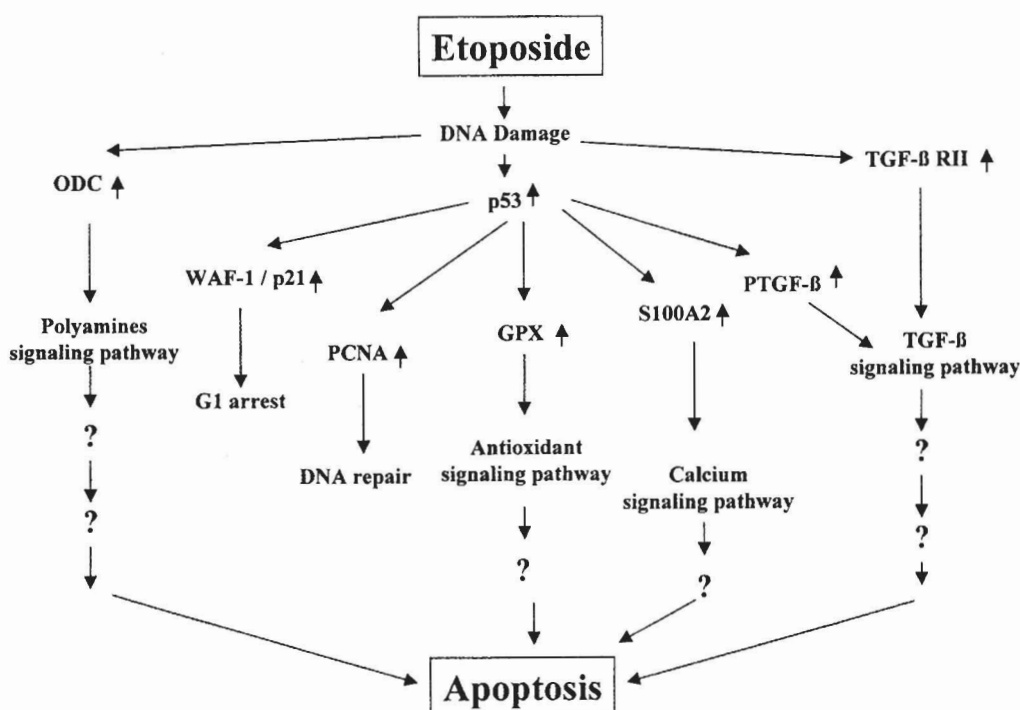 Etoposide
DNA Damage
ODC
p53
TGF-ß RII
WAF-1 / p21
PCNA
GPX
S100A2
PTGF-ß
Polyamines
signaling pathway
G1 arrest
DNA repair
Antioxidant
signaling pathway
Calcium
signaling pathway
TGF-ß
signaling pathway
?
?
?
?
?
?
Apoptosis